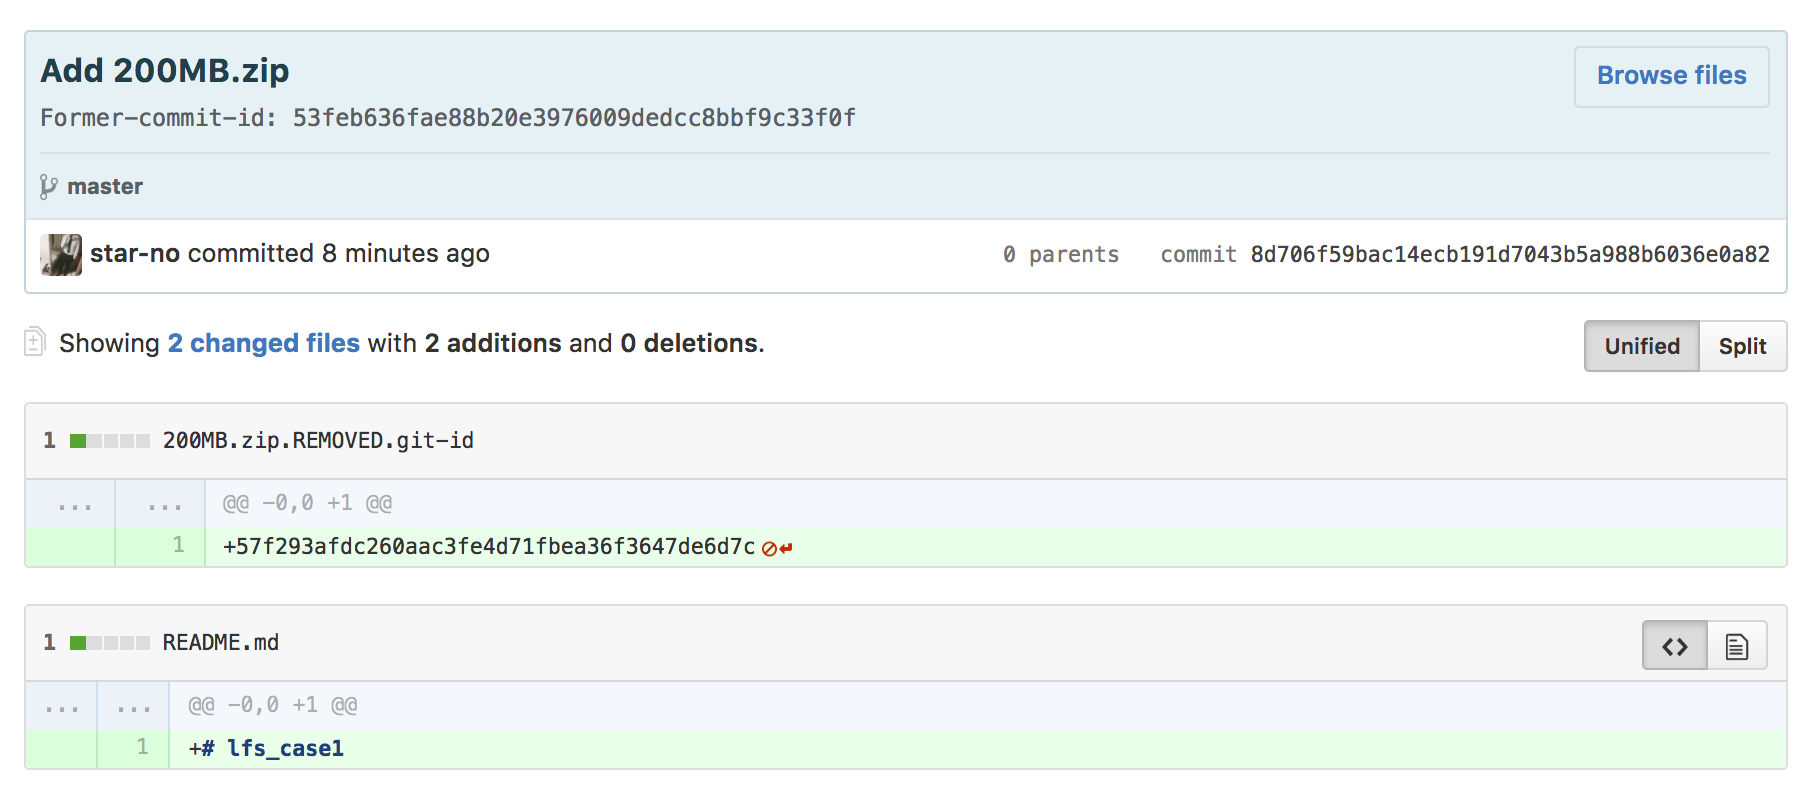 Add 200MB.zip
Browse files
Former-commit-id: 53feb636fae88b20e3976009dedcc8bbf9c33f0f
master
star-no committed 8 minutes ago
0 parents commit 8d706f59bac14ecb191d7043b5a988b6036e0a82
Showing 2 changed files with 2 additions and 0 deletions.
Unified Split
1 200MB.zip.REMOVED.git-id
... ... @@ -0,0 +1 @@
1 +57f293afdc260aac3fe4d71fbea36f3647de6d7c
1 README.md
... ... @@ -0,0 +1 @@
1 +# lfs_case1